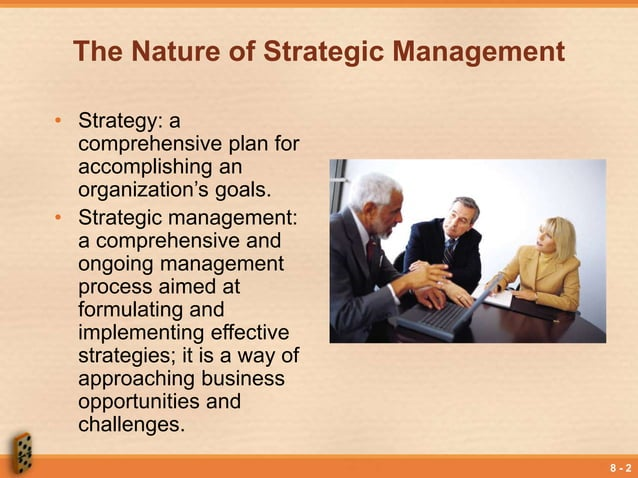 The Nature of Strategic Management
• Strategy: a
comprehensive plan for
accomplishing an
organization’s goals.
• Strategic management:
a comprehensive and
ongoing management
process aimed at
formulating and
implementing effective
strategies; it is a way of
approaching business
opportunities and
challenges.
8 - 2